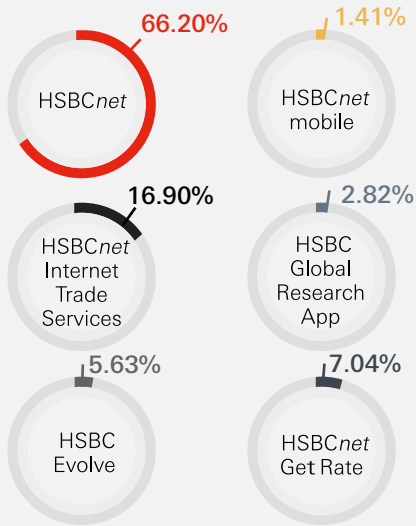 66.20%
HSBCnet
1.41%
HSBCnet
mobile
16.90%
HSBCnet
Internet
Trade
Services
2.82%
HSBC
Global
Research
App
5.63%
HSBC
Evolve
7.04%
HSBCnet
Get Rate